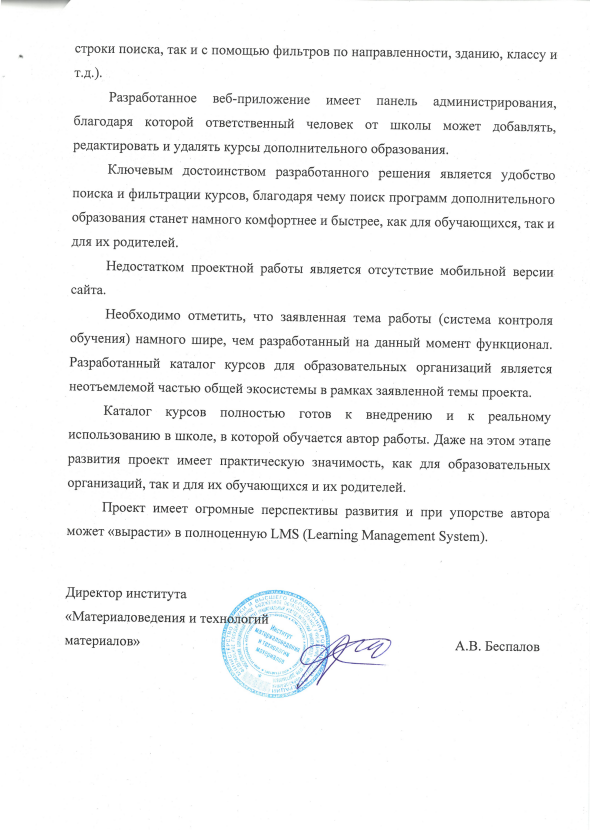 строки поиска, так и с помощью фильтров по направленности, зданию, классу и
т.д.).
Разработанное веб-приложение имеет панель администрирования,
благодаря которой ответственный человек от школы может добавлять,
редактировать и удалять курсы дополнительного образования.
Ключевым достоинством разработанного решения является удобство
поиска и фильтрации курсов, благодаря чему поиск программ дополнительного
образования станет намного комфортнее и быстрее, как для обучающихся, так и
для их родителей.
Недостатком проектной работы является отсутствие мобильной версии
сайта.
Необходимо отметить, что заявленная тема работы (система контроля
обучения) намного шире, чем разработанный на данный момент функционал.
Разработанный каталог курсов для образовательных организаций является
неотъемлемой частью общей экосистемы в рамках заявленной темы проекта.
Каталог курсов полностью готов к внедрению и к реальному
использованию в школе, в которой обучается автор работы. Даже на этом этапе
развития проект имеет практическую значимость, как для образовательных
организаций, так и для их обучающихся и их родителей.
Проект имеет огромные перспективы развития и при упорстве автора
может «вырасти» в полноценную LMS (Learning Management System).
Директор института
«Материаловедения и технологий
материалов»
А.В. Беспалов
Институт
материаловедения
и технологии
материалов